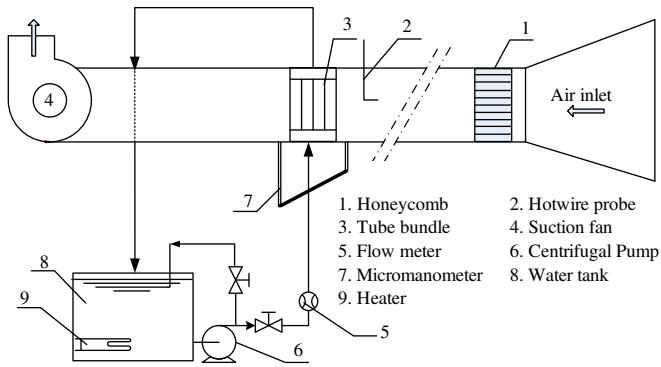 3
2
1
4
Air inlet
7
1. Honeycomb
2. Hotwire probe
3. Tube bundle
4. Suction fan
5. Flow meter
6. Centrifugal Pump
7. Micromanometer
8. Water tank
9. Heater
8
9
6
5